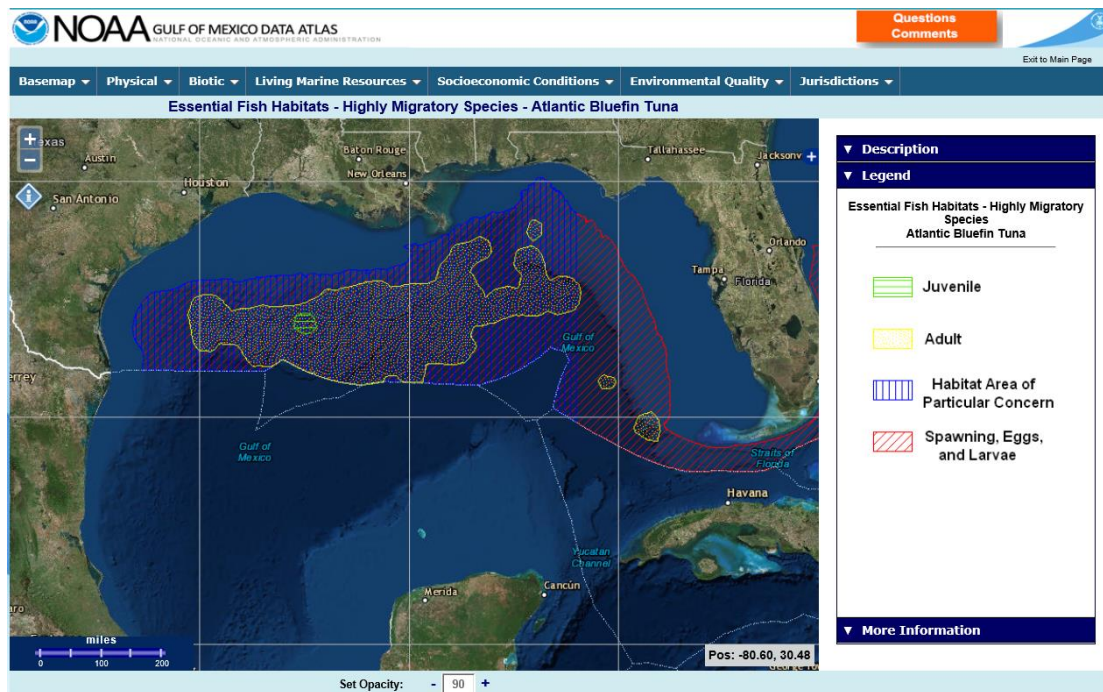 NOAA GULF OF MEXICO DATA ATLAS
NATIONAL OCEANIC AND ATMOSPHERIC ADMINISTRATION
Questions
Comments
Exit to Main Page
Basemap Physical Biotic Living Marine Resources Socioeconomic Conditions Environmental Quality Jurisdictions
Essential Fish Habitats - Highly Migratory Species - Atlantic Bluefin Tuna
+
−
exas
Austin
San Antonio
Houston
Baton Rouge
New Orleans
Tallahassee
Jacksonv
+
Orlando
Tampa
Florida
Gulf of
Mexico
errey
Gulf of
Mexico
Straits of
Florida
Havana
Yucatan
Channel
Cancún
Merida
aro
miles
0 100 200
Pos: -80.60, 30.48
Set Opacity: - 90 +
Description
Legend
Essential Fish Habitats - Highly Migratory
Species
Atlantic Bluefin Tuna
Juvenile
Adult
Habitat Area of
Particular Concern
Spawning, Eggs,
and Larvae
More Information